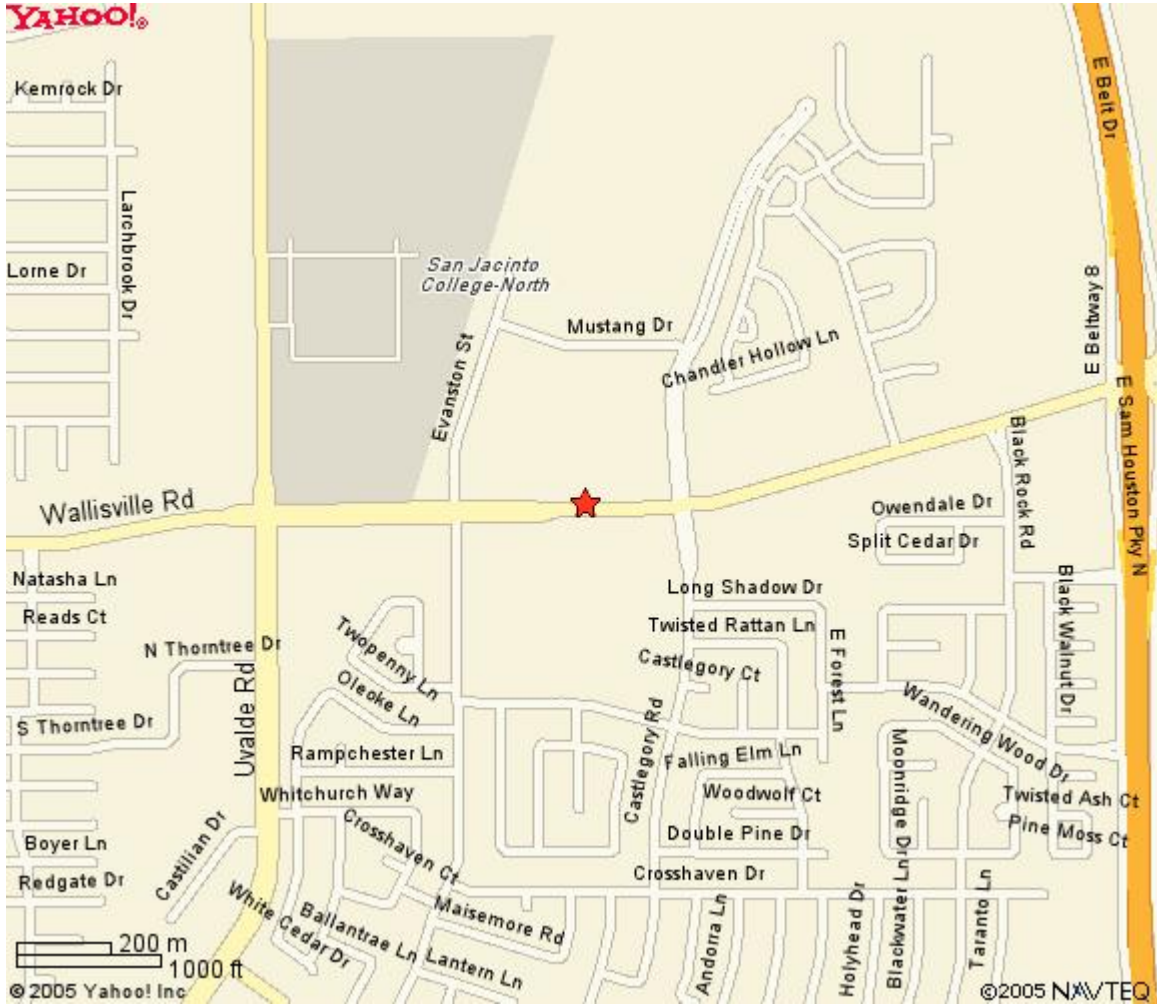 YAHOO!®
Kemrock Dr
E Belt Dr
Larchbrook Dr
Lorne Dr
San Jacinto
College-North
E Beltway 8
Mustang Dr
Evanston St
Chandler Hollow Ln
E Sam Houston Pky N
Black Rock Rd
Wallisville Rd
Owendale Dr
Split Cedar Dr
Natasha Ln
Reads Ct
Long Shadow Dr
Black Walnut Dr
N Thorntree Dr
Twopenny Ln
Twisted Rattan Ln
E Forest Ln
Castlegory Ct
Oleoke Ln
Uvalde Rd
S Thorntree Dr
Wandering Wood Dr
Castlegory Rd
Rampchester Ln
Falling Elm Ln
Moonridge Dr
Whitchurch Way
Woodwolf Ct
Twisted Ash Ct
Pine Moss Ct
Crosshaven Ct
Double Pine Dr
Boyer Ln
Castilian Dr
Redgate Dr
Crosshaven Dr
White Cedar Dr
Ballantrae Ln
Maisemore Rd
Lantern Ln
Andorra Ln
Holyhead Dr
Blackwater Ln
Taranto Ln
200 m
1000 ft
©2005 Yahoo! Inc
©2005 NAVTEQ